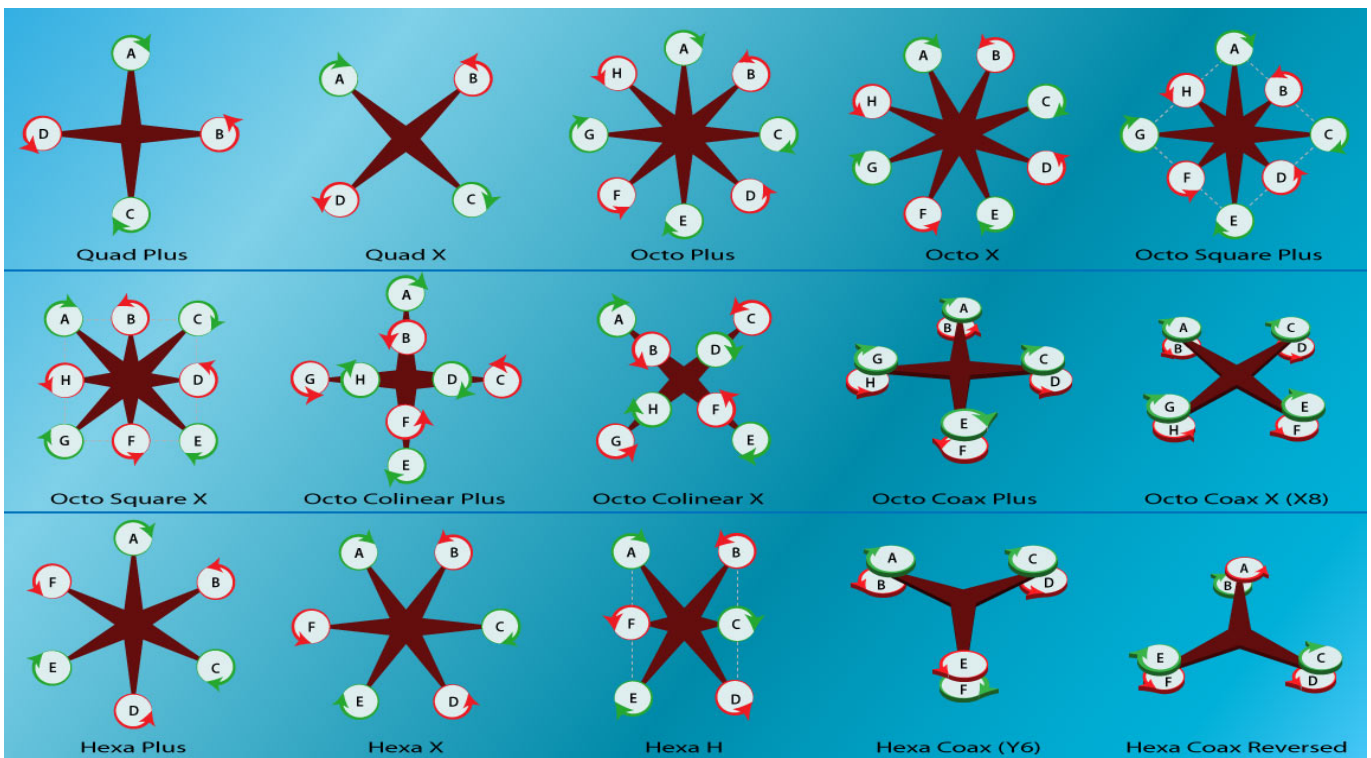 A
D B
C
Quad Plus
A B
D C
Quad X
A
H B
G C
F D
E
Octo Plus
A B
H C
G D
F E
Octo X
A
H B
G C
F D
E
Octo Square Plus
A B C
H D
G F E
Octo Square X
A
B
G H D C
F
E
Octo Colinear Plus
A C
B D
H F
G E
Octo Colinear X
A
B
G C
H D
E
F
Octo Coax Plus
A C
B D
G E
H F
Octo Coax X (X8)
A
F B
E C
D
Hexa Plus
A B
F C
E D
Hexa X
A B
F C
E D
Hexa H
A C
B D
E
F
Hexa Coax (Y6)
A
B
E C
F D
Hexa Coax Reversed